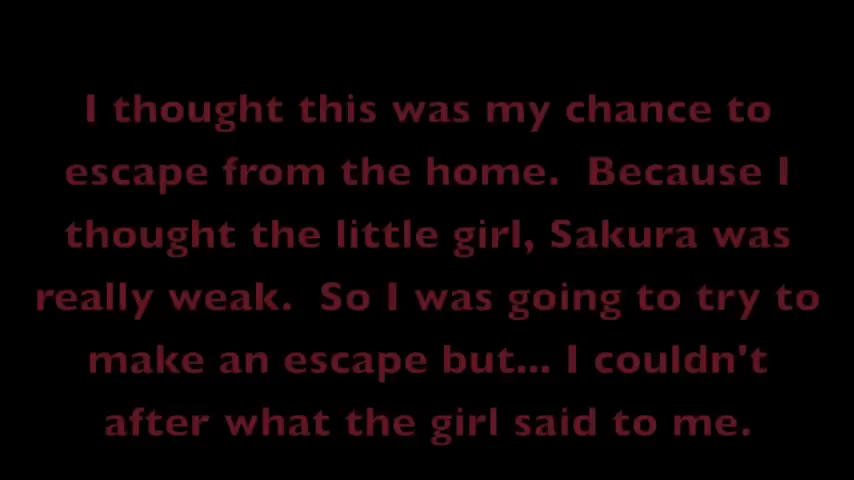 I thought this was my chance to
escape from the home.  Because I
thought the little girl, Sakura was
really weak.  So I was going to try to
make an escape but... I couldn't
after what the girl said to me.